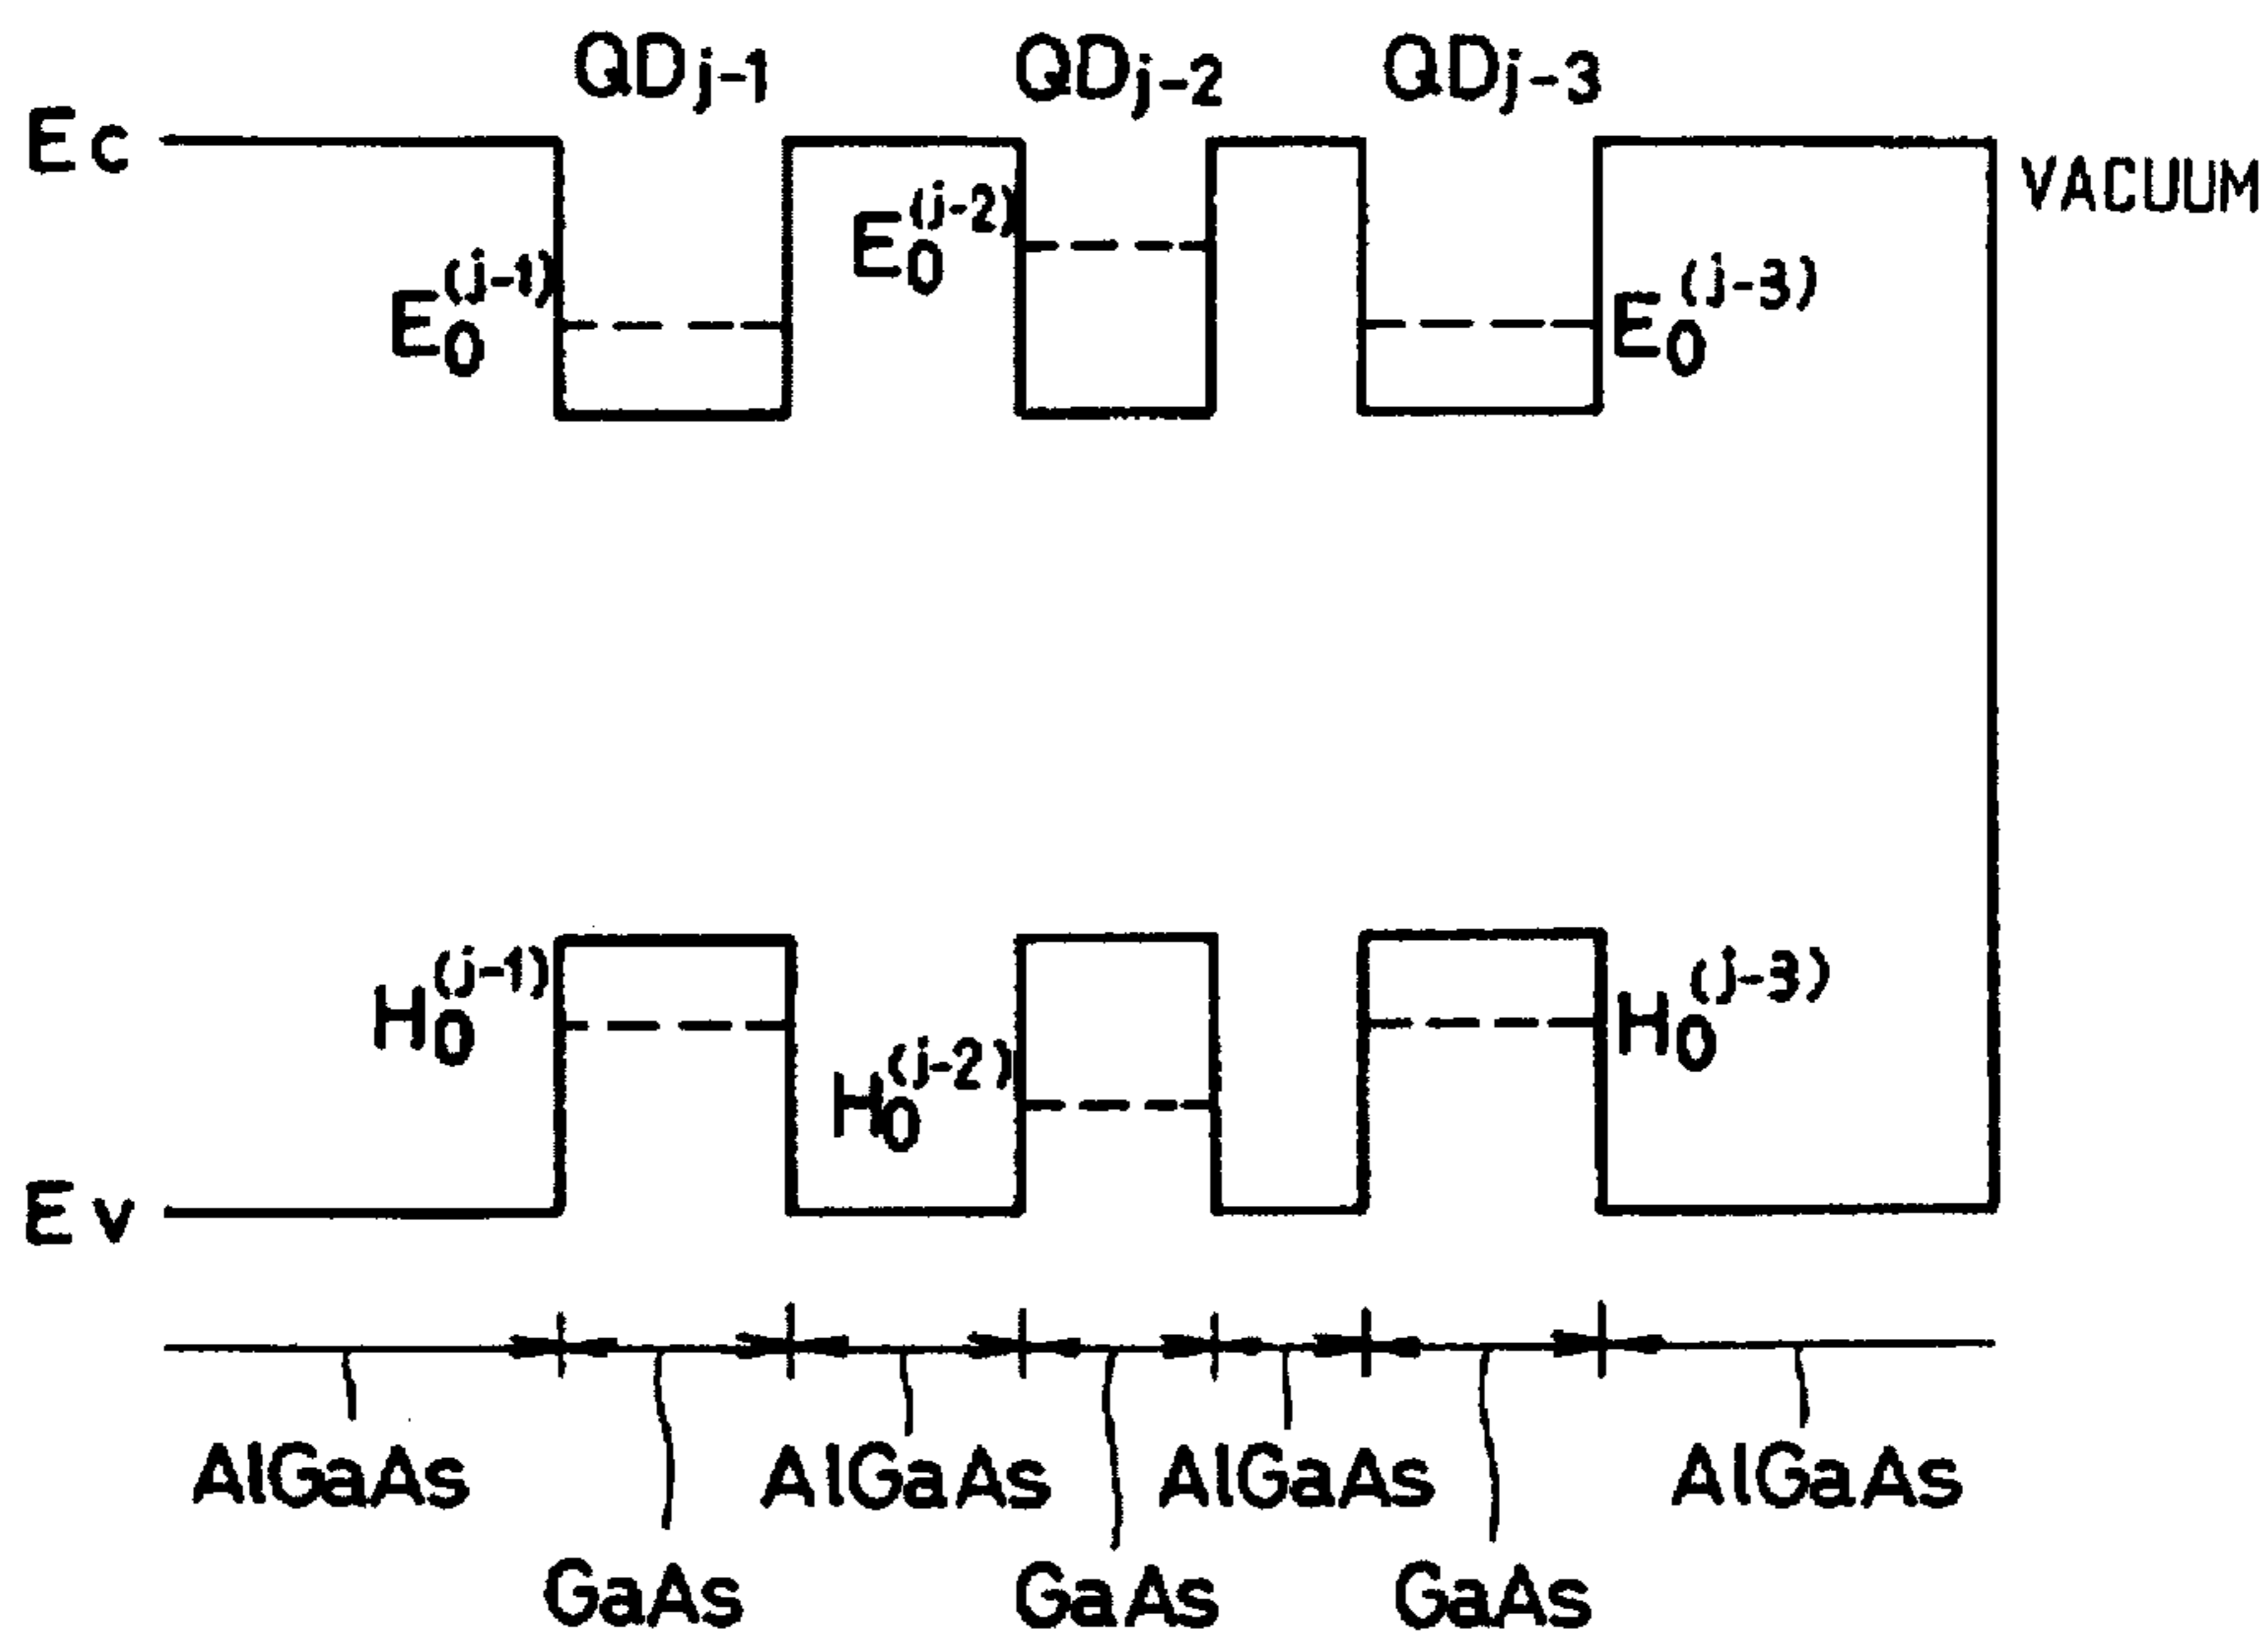 QDj-1 QDj-2 QDj-3
Ec
VACUUM
E0(j-1) E0(j-2) E0(j-3)
H0(j-1) H0(j-2) H0(j-3)
Ev
AlGaAs AlGaAs AlGaAs AlGaAs
GaAs GaAs GaAs